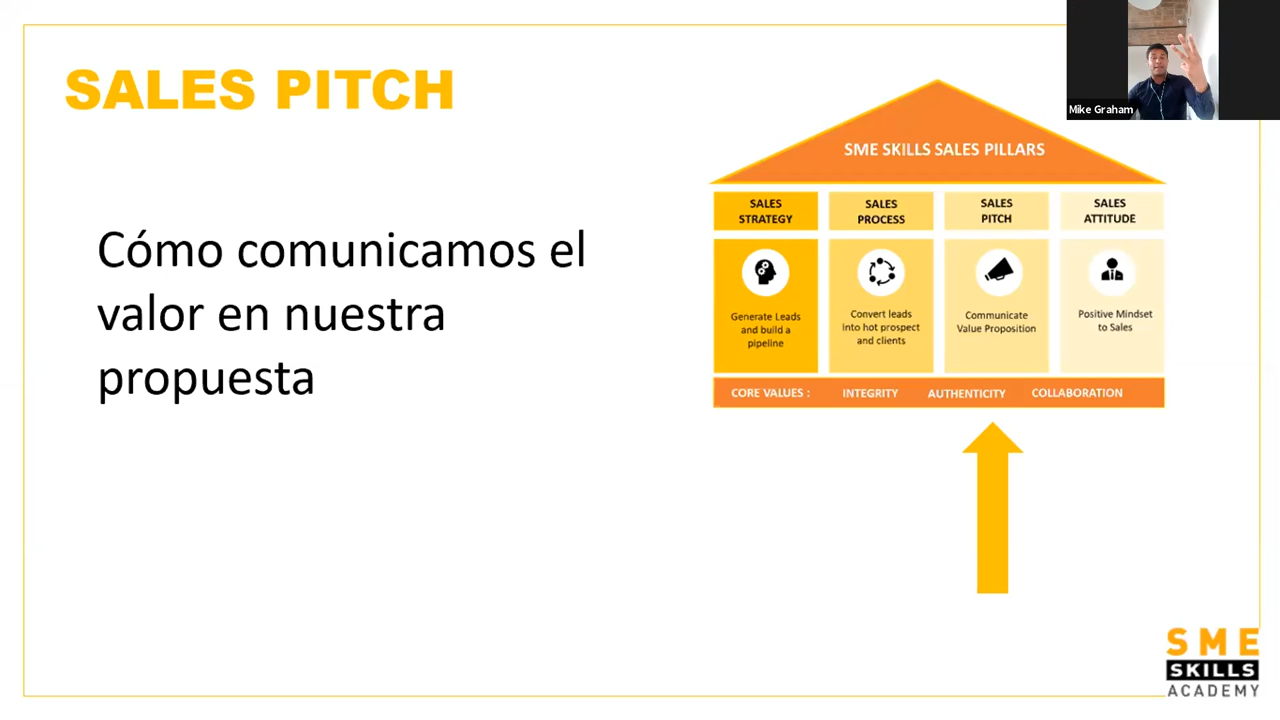 SALES PITCH
Cómo comunicamos el
valor en nuestra
propuesta
Mike Graham
SME SKILLS SALES PILLARS
SALES
STRATEGY
SALES
PROCESS
SALES
PITCH
SALES
ATTITUDE
Generate Leads
and build a
pipeline
Convert leads
into hot prospect
and clients
Communicate
Value Proposition
Positive Mindset
to Sales
CORE VALUES : INTEGRITY AUTHENTICITY COLLABORATION
SME
SKILLS
ACADEMY